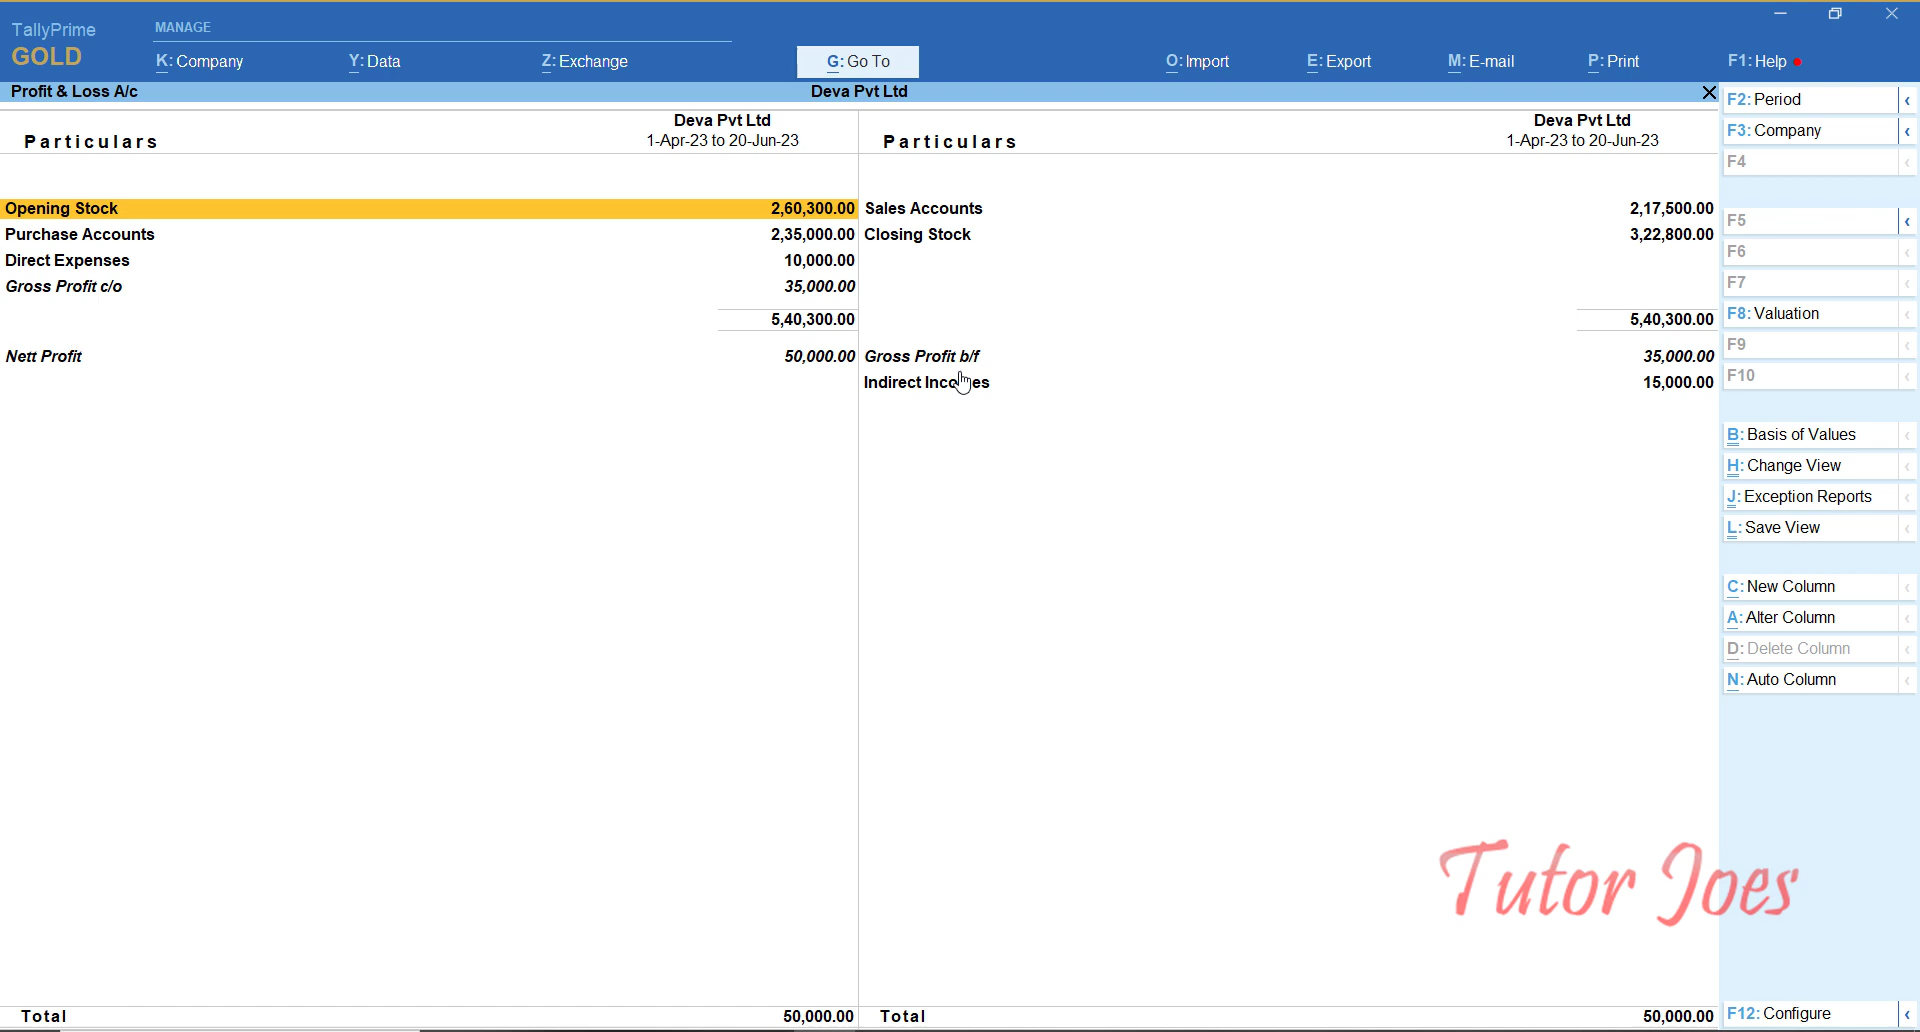 TallyPrime
GOLD
MANAGE
K: Company
Y: Data
Z: Exchange
G: Go To
O: Import
E: Export
M: E-mail
P: Print
F1: Help
Profit & Loss A/c
Deva Pvt Ltd
Particulars
Deva Pvt Ltd
1-Apr-23 to 20-Jun-23
Particulars
Deva Pvt Ltd
1-Apr-23 to 20-Jun-23
Opening Stock 2,60,300.00
Purchase Accounts 2,35,000.00
Direct Expenses 10,000.00
Gross Profit c/o 35,000.00
5,40,300.00
Nett Profit 50,000.00
Total 50,000.00
Sales Accounts 2,17,500.00
Closing Stock 3,22,800.00
5,40,300.00
Gross Profit b/f 35,000.00
Indirect Incomes 15,000.00
Total 50,000.00
F2: Period
F3: Company
F4
F5
F6
F7
F8: Valuation
F9
F10
B: Basis of Values
H: Change View
J: Exception Reports
L: Save View
C: New Column
A: Alter Column
D: Delete Column
N: Auto Column
F12: Configure
Tutor Joes